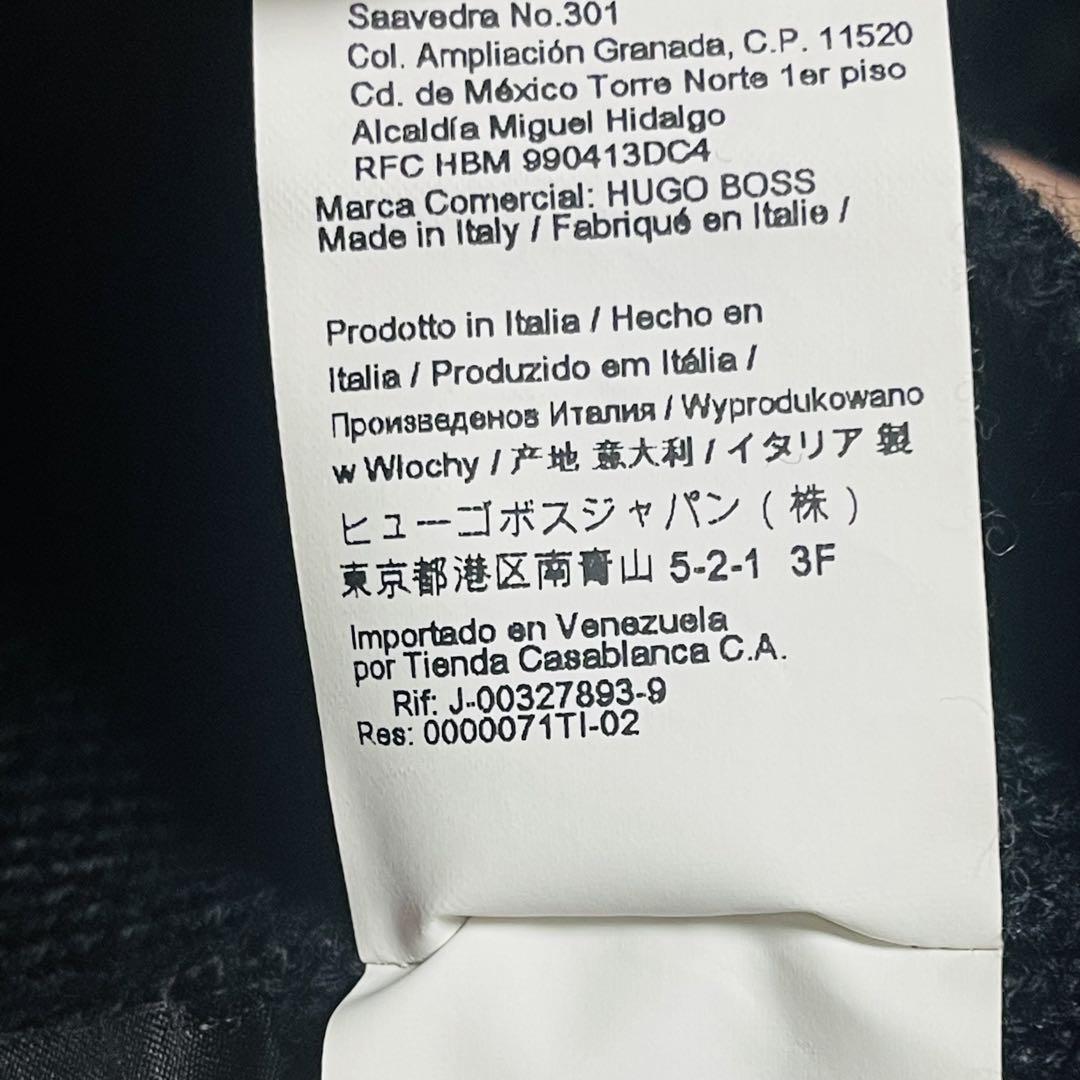 Saavedra No.301
Col. Ampliación Granada, C.P. 11520
Cd. de México Torre Norte 1er piso
Alcaldía Miguel Hidalgo
RFC HBM 990413DC4
Marca Comercial: HUGO BOSS
Made in Italy / Fabriqué en Italie /
Prodotto in Italia / Hecho en
Italia / Produzido em Itália /
Произведенов Италия / Wyprodukowano
w Wlochy / 产地 意大利 / イタリア 製
ヒューゴボスジャパン ( 株 )
東京都港区南青山 5-2-1 3F
Importado en Venezuela
por Tienda Casablanca C.A.
Rif: J-00327893-9
Res: 0000071TI-02